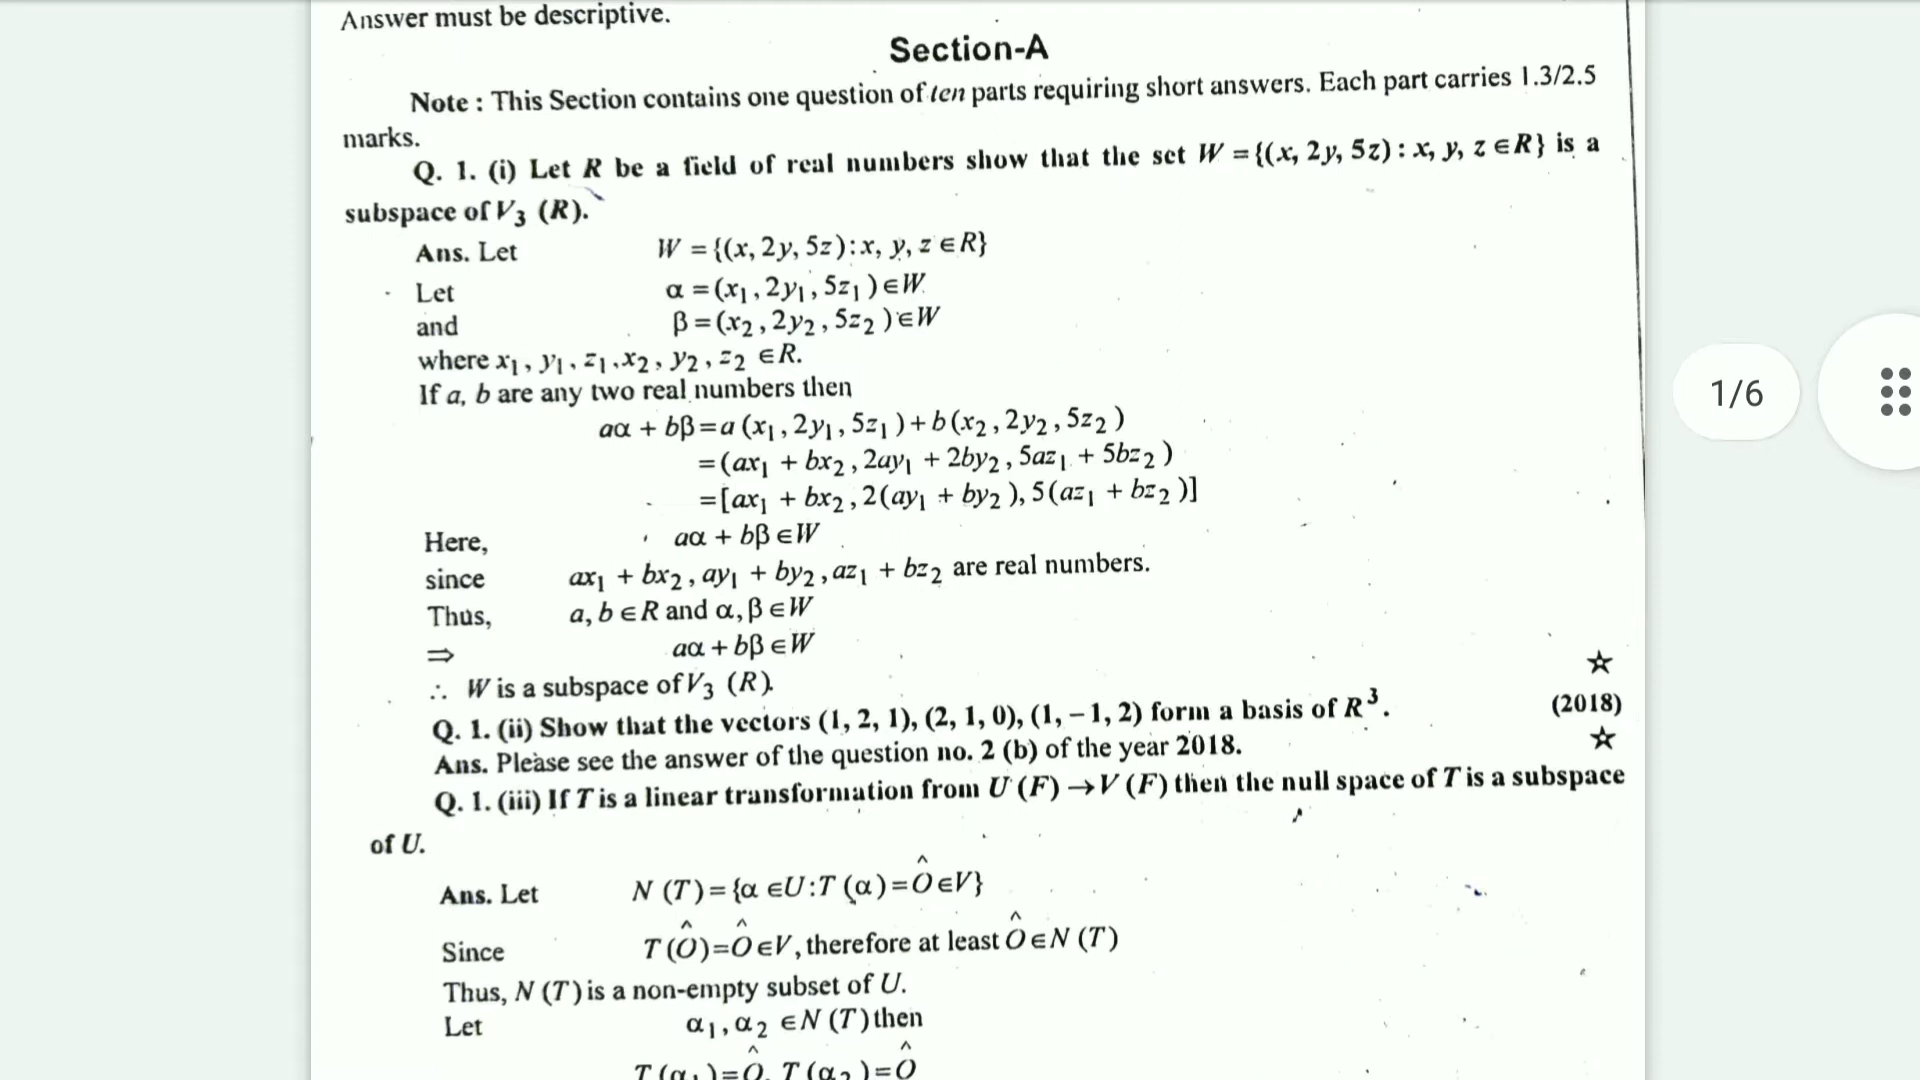 Answer must be descriptive.
Section-A
Note : This Section contains one question of ten parts requiring short answers. Each part carries 1.3/2.5
marks.
Q. 1. (i) Let R be a field of real numbers show that the set W = {(x, 2y, 5z) : x, y, z ∈ R} is a
subspace of V₃ (R).
Ans. Let W = {(x, 2y, 5z) : x, y, z ∈ R}
Let α = (x₁, 2y₁, 5z₁) ∈ W
and β = (x₂, 2y₂, 5z₂) ∈ W
where x₁, y₁, z₁, x₂, y₂, z₂ ∈ R.
If a, b are any two real numbers then
aα + bβ = a (x₁, 2y₁, 5z₁) + b (x₂, 2y₂, 5z₂)
= (ax₁ + bx₂, 2ay₁ + 2by₂, 5az₁ + 5bz₂)
= [ax₁ + bx₂, 2(ay₁ + by₂), 5(az₁ + bz₂)]
Here, aα + bβ ∈ W
since ax₁ + bx₂, ay₁ + by₂, az₁ + bz₂ are real numbers.
Thus, a, b ∈ R and α, β ∈ W
⇒ aα + bβ ∈ W
∴ W is a subspace of V₃ (R).
☆
Q. 1. (ii) Show that the vectors (1, 2, 1), (2, 1, 0), (1, – 1, 2) form a basis of R³. (2018)
Ans. Please see the answer of the question no. 2 (b) of the year 2018. ☆
Q. 1. (iii) If T is a linear transformation from U (F) → V (F) then the null space of T is a subspace
of U.
Ans. Let N (T) = {α ∈ U : T (α) = Ô ∈ V}
Since T (Ô) = Ô ∈ V, therefore at least Ô ∈ N (T)
Thus, N (T) is a non-empty subset of U.
Let α₁, α₂ ∈ N (T) then
T (α₁) = Ô, T (α₂) = Ô
1/6